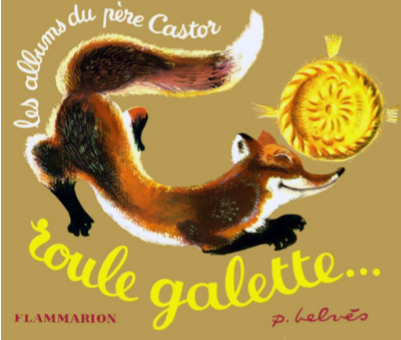 les albums du père Castor
roule galette...
FLAMMARION
p. belvès